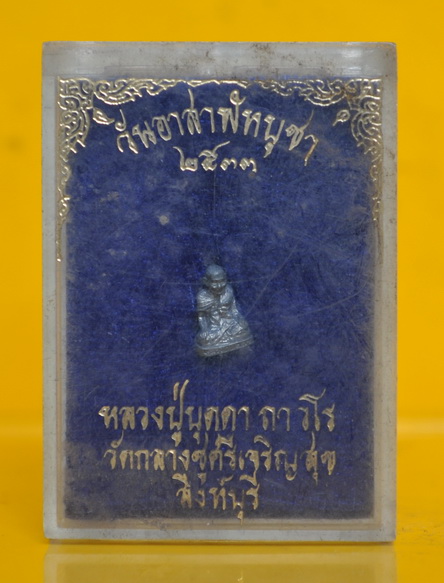 วันอาสาฬหบูชา
๒๕๓๓
หลวงปู่บุดดา ถาวโร
วัดกลางชูศรีเจริญสุข
สิงห์บุรี